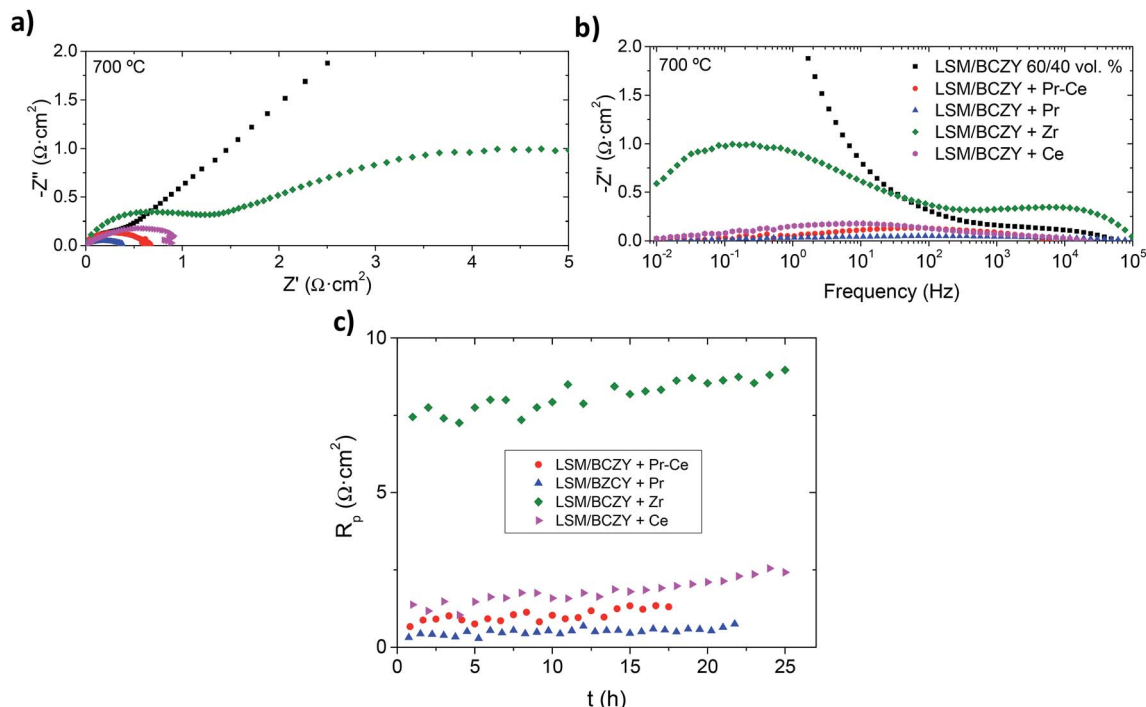 a)
2.0
1.5
1.0
0.5
0.0
-Z'' (Ω·cm²)
700 ºC
0 1 2 3 4 5
Z' (Ω·cm²)
b)
2.0
1.5
1.0
0.5
0.0
-Z'' (Ω·cm²)
700 ºC
LSM/BCZY 60/40 vol. %
LSM/BCZY + Pr-Ce
LSM/BCZY + Pr
LSM/BCZY + Zr
LSM/BCZY + Ce
10⁻² 10⁻¹ 10⁰ 10¹ 10² 10³ 10⁴ 10⁵
Frequency (Hz)
c)
10
5
0
Rₚ (Ω·cm²)
LSM/BCZY + Pr-Ce
LSM/BZCY + Pr
LSM/BCZY + Zr
LSM/BCZY + Ce
0 5 10 15 20 25
t (h)